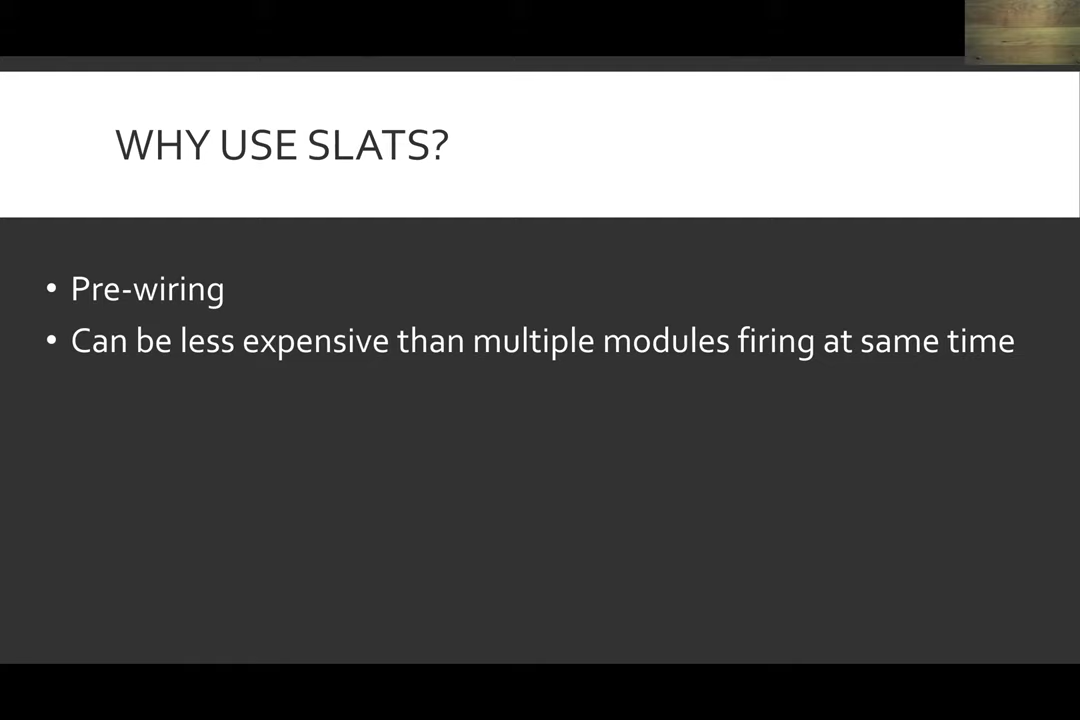 WHY USE SLATS?
• Pre-wiring
• Can be less expensive than multiple modules firing at same time